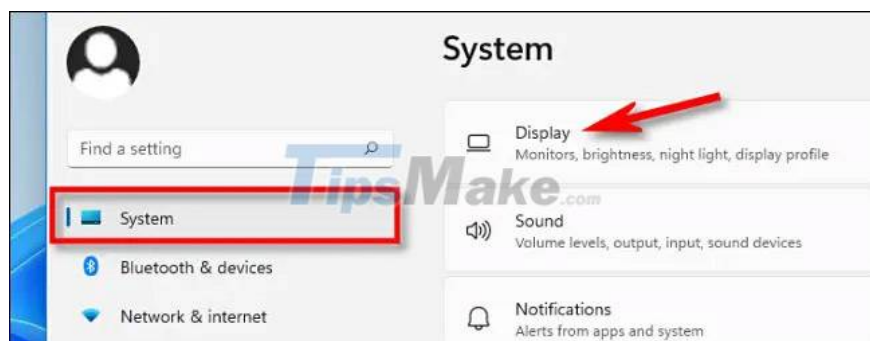 System
Find a setting
Display
Monitors, brightness, night light, display profile
TipsMake.com
System
Sound
Volume levels, output, input, sound devices
Bluetooth & devices
Network & internet
Notifications
Alerts from apps and system